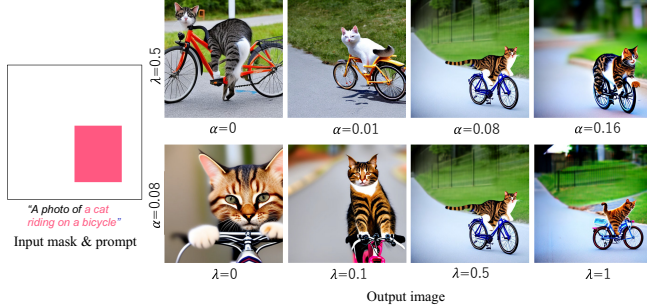 λ=0.5
α=0
α=0.01
α=0.08
α=0.16
"A photo of a cat
riding on a bicycle"
Input mask & prompt
α=0.08
λ=0
λ=0.1
λ=0.5
λ=1
Output image